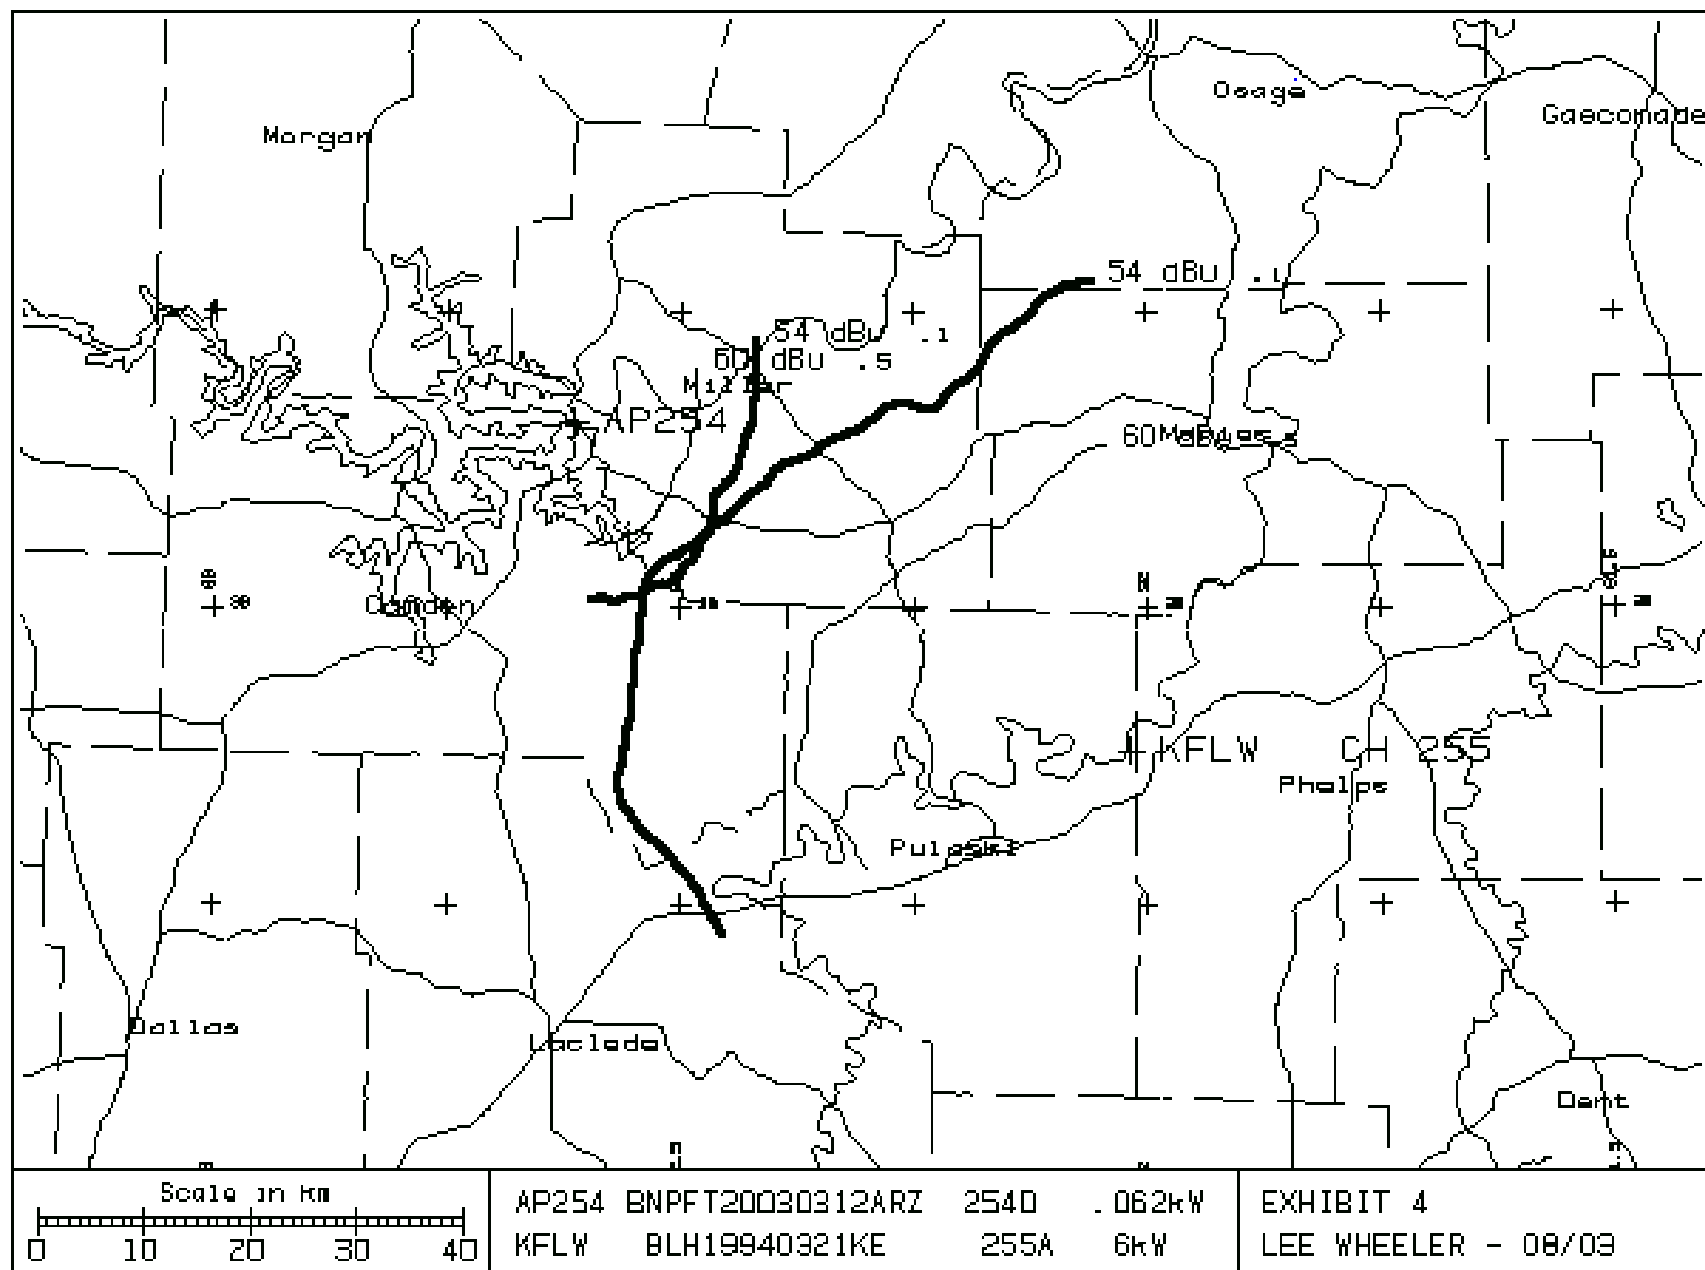 Osage
Morgan
54 dBu .1
54 dBu .1
60 dBu .5
Miller
AP254
60 dBu
Camden
KFLW CH 255
Phelps
Pulaski
Dallas
Laclede
Dent
Scale in km
0 10 20 30 40
AP254 BNPFT20030312ARZ 254D .062kW
KFLW BLH19940321KE 255A 6kW
EXHIBIT 4
LEE WHEELER - 08/03